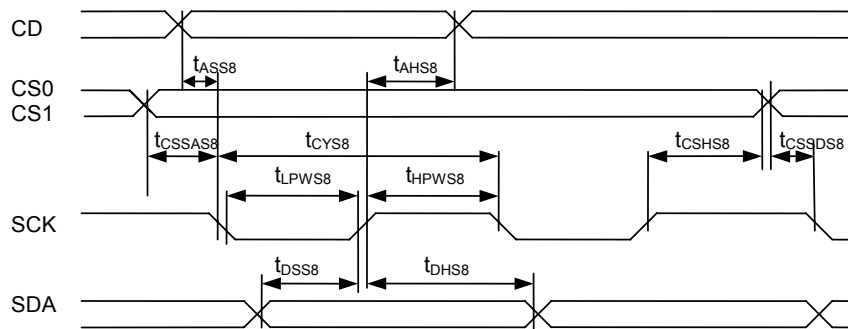 CD
tASS8 tAHS8
CS0
CS1
tCSSAS8 tCYS8 tCSHS8 tCSSDS8
tLPWS8 tHPWS8
SCK
tDSS8 tDHS8
SDA